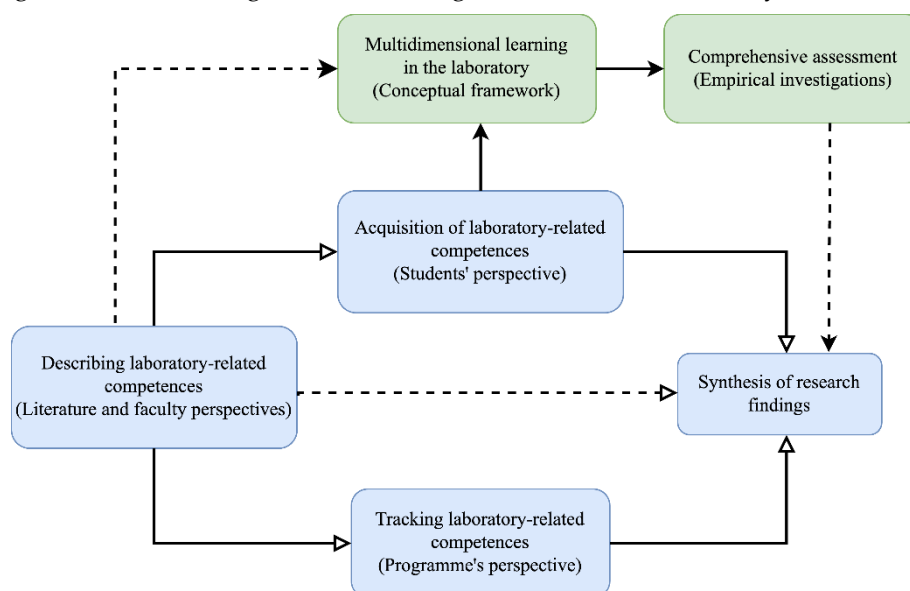 Multidimensional learning
in the laboratory
(Conceptual framework)
Comprehensive assessment
(Empirical investigations)
Acquisition of laboratory-related
competences
(Students' perspective)
Describing laboratory-related
competences
(Literature and faculty perspectives)
Synthesis of research
findings
Tracking laboratory-related
competences
(Programme's perspective)